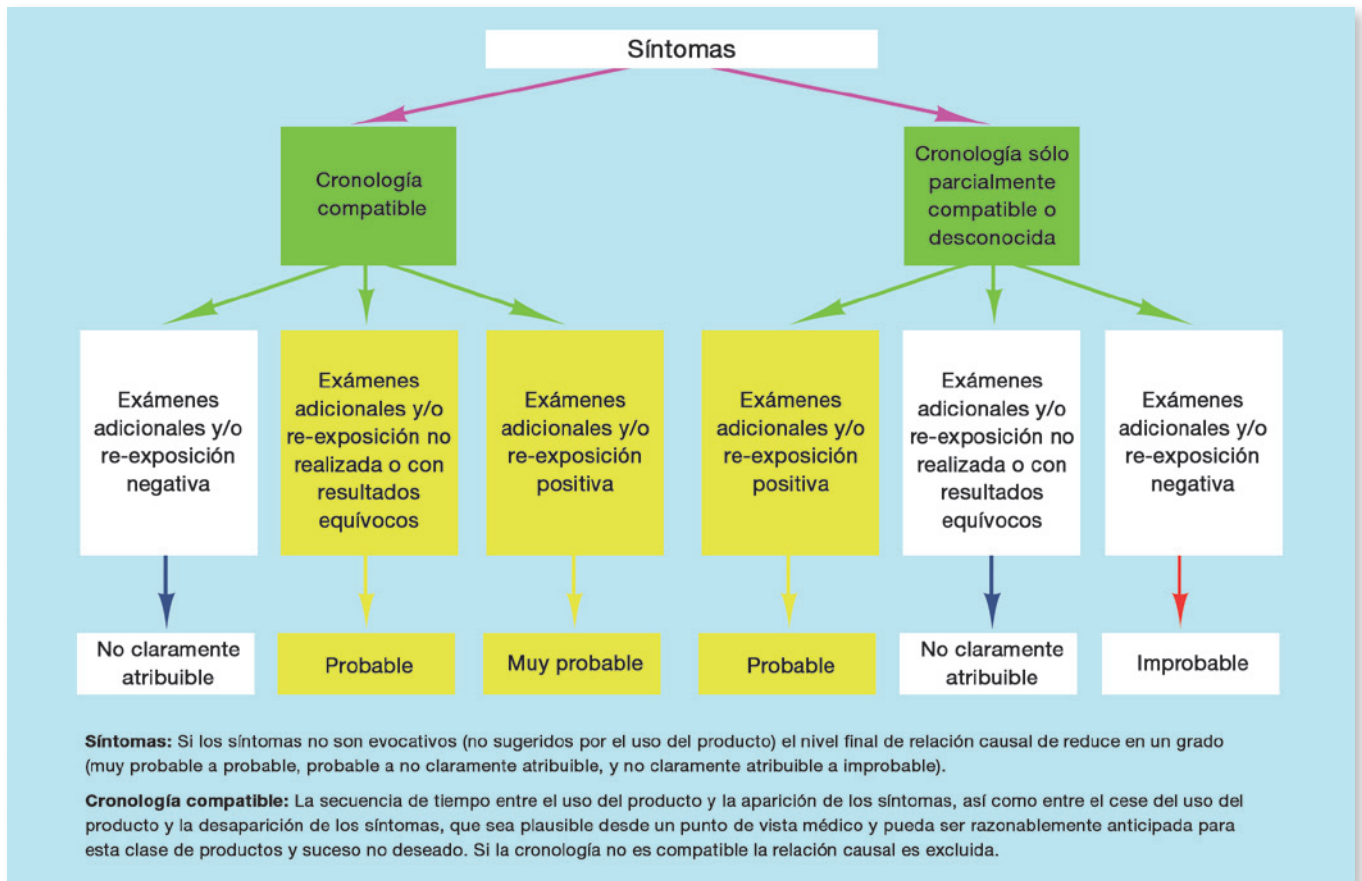 Síntomas
Cronología
compatible
Cronología sólo
parcialmente
compatible o
desconocida
Exámenes
adicionales y/o
re-exposición
negativa
Exámenes
adicionales y/o
re-exposición no
realizada o con
resultados
equívocos
Exámenes
adicionales y/o
re-exposición
positiva
Exámenes
adicionales y/o
re-exposición
positiva
Exámenes
adicionales y/o
re-exposición no
realizada o con
resultados
equívocos
Exámenes
adicionales y/o
re-exposición
negativa
No claramente
atribuible
Probable
Muy probable
Probable
No claramente
atribuible
Improbable
Síntomas: Si los síntomas no son evocativos (no sugeridos por el uso del producto) el nivel final de relación causal de reduce en un grado
(muy probable a probable, probable a no claramente atribuible, y no claramente atribuible a improbable).
Cronología compatible: La secuencia de tiempo entre el uso del producto y la aparición de los síntomas, así como entre el cese del uso del
producto y la desaparición de los síntomas, que sea plausible desde un punto de vista médico y pueda ser razonablemente anticipada para
esta clase de productos y suceso no deseado. Si la cronología no es compatible la relación causal es excluida.